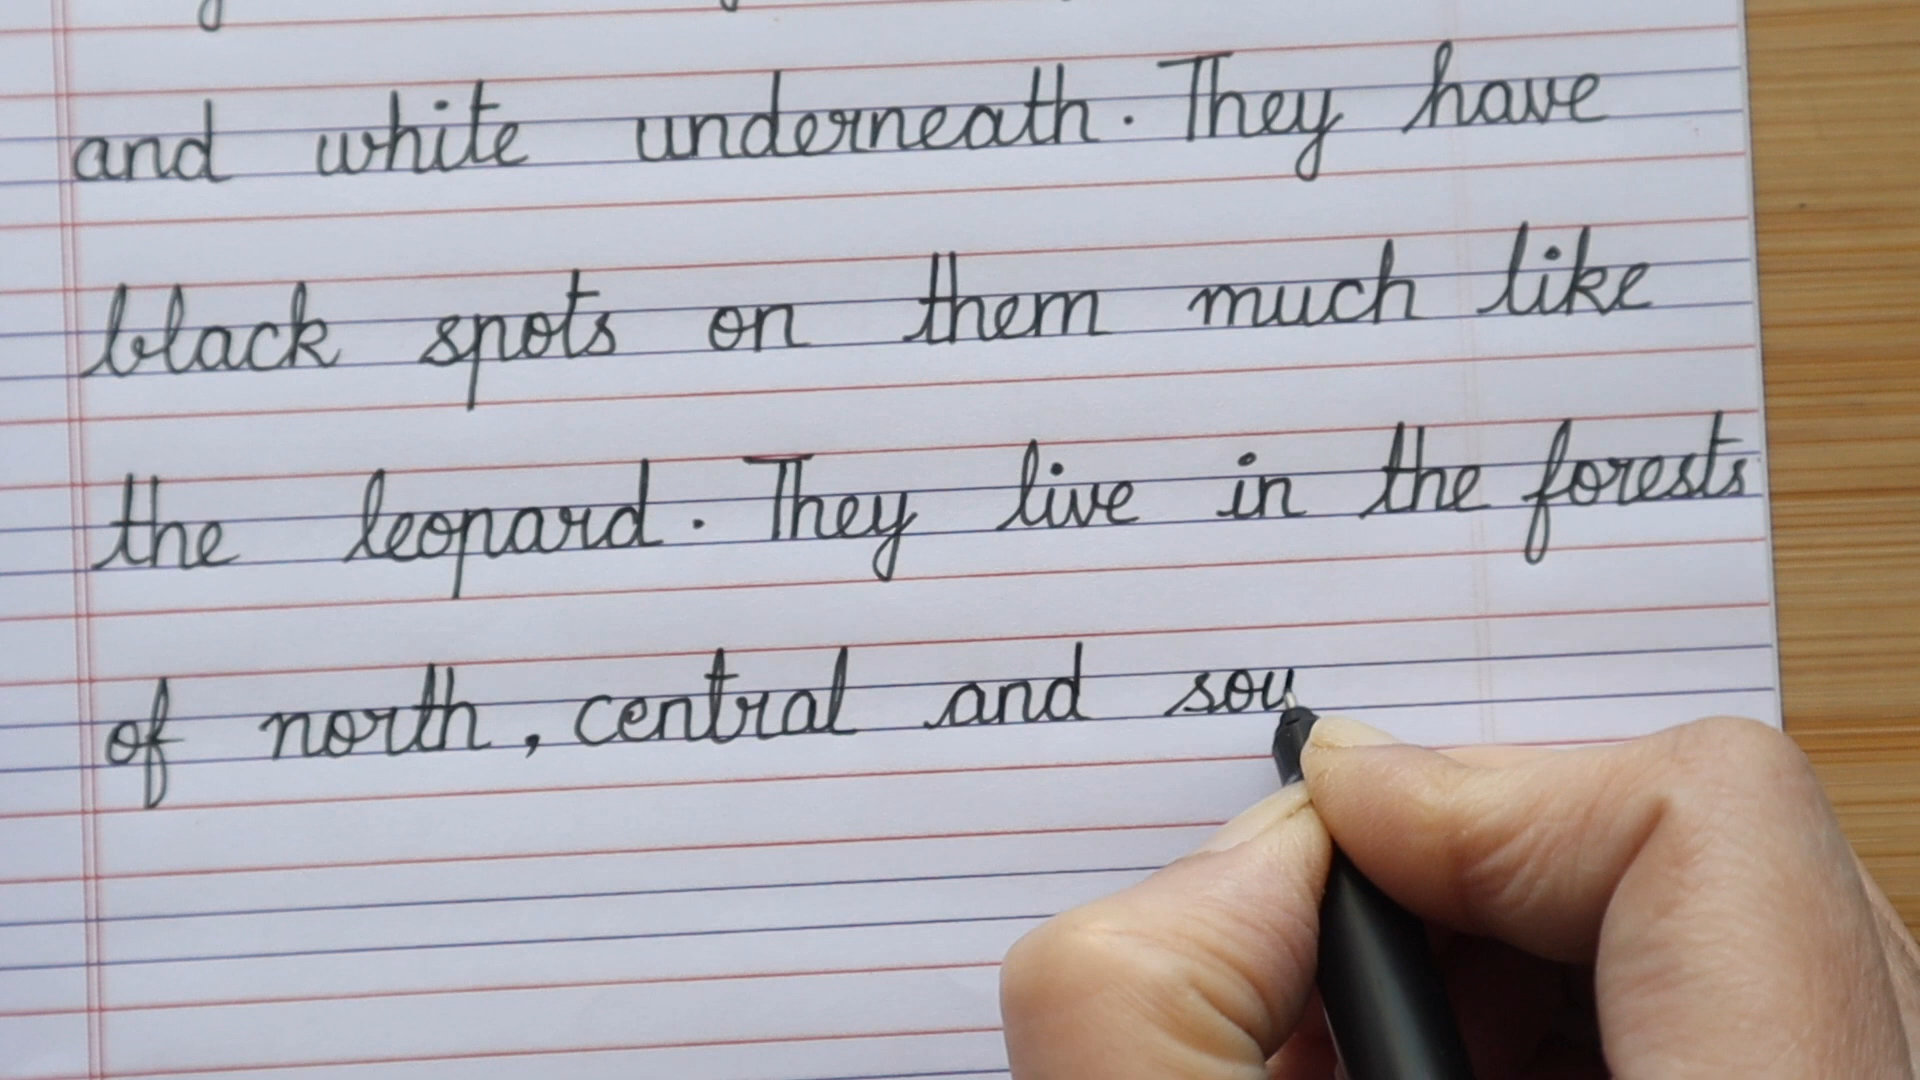 and white underneath. They have
black spots on them much like
the leopard. They live in the forests
of north, central and sou